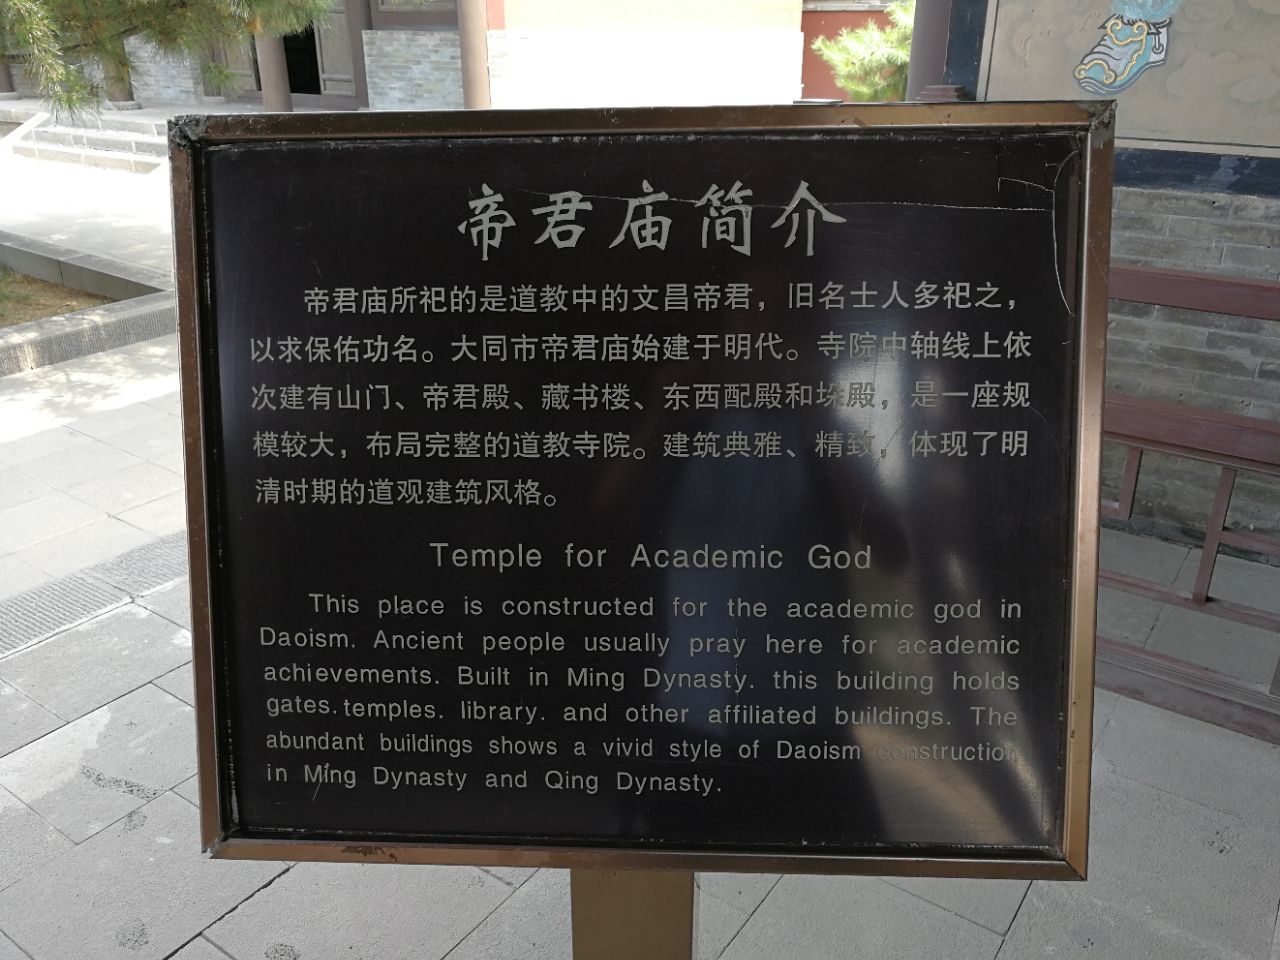 帝君庙简介
帝君庙所祀的是道教中的文昌帝君，旧名士人多祀之，
以求保佑功名。大同市帝君庙始建于明代。寺院中轴线上依
次建有山门、帝君殿、藏书楼、东西配殿和垛殿，是一座规
模较大，布局完整的道教寺院。建筑典雅、精致，体现了明
清时期的道观建筑风格。
Temple for Academic God
This place is constructed for the academic god in
Daoism. Ancient people usually pray here for academic
achievements. Built in Ming Dynasty. this building holds
gates. temples. library. and other affiliated buildings. The
abundant buildings shows a vivid style of Daoism construction
in Ming Dynasty and Qing Dynasty.